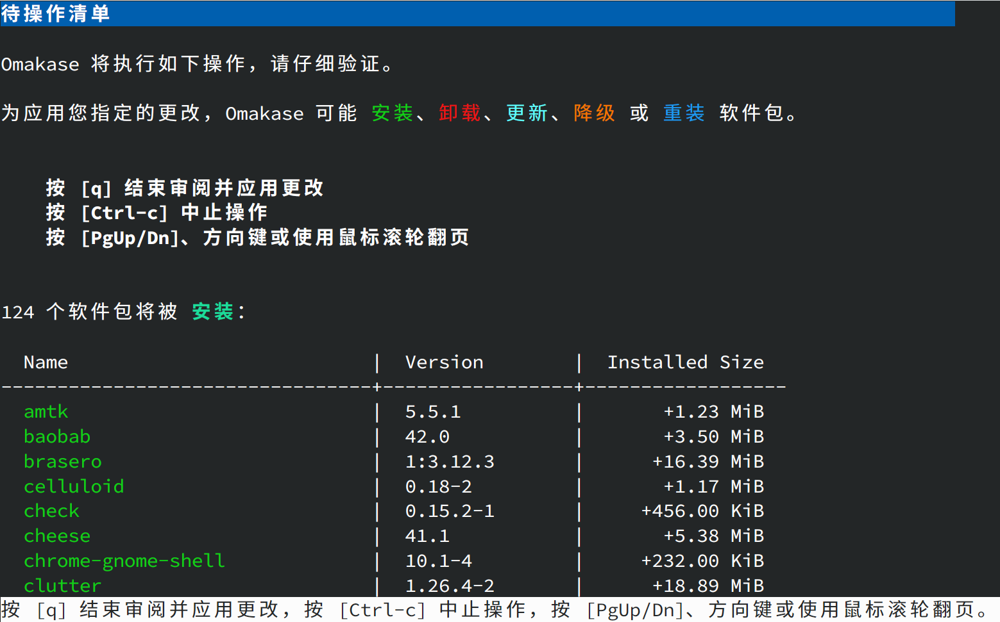 待操作清单
Omakase 将执行如下操作，请仔细验证。
为应用您指定的更改，Omakase 可能 安装、卸载、更新、降级 或 重装 软件包。
按 [q] 结束审阅并应用更改
按 [Ctrl-c] 中止操作
按 [PgUp/Dn]、方向键或使用鼠标滚轮翻页
124 个软件包将被 安装：
Name | Version | Installed Size
---------------------------------+-----------------+------------------
amtk | 5.5.1 | +1.23 MiB
baobab | 42.0 | +3.50 MiB
brasero | 1:3.12.3 | +16.39 MiB
celluloid | 0.18-2 | +1.17 MiB
check | 0.15.2-1 | +456.00 KiB
cheese | 41.1 | +5.38 MiB
chrome-gnome-shell | 10.1-4 | +232.00 KiB
clutter | 1.26.4-2 | +18.89 MiB
按 [q] 结束审阅并应用更改，按 [Ctrl-c] 中止操作，按 [PgUp/Dn]、方向键或使用鼠标滚轮翻页。